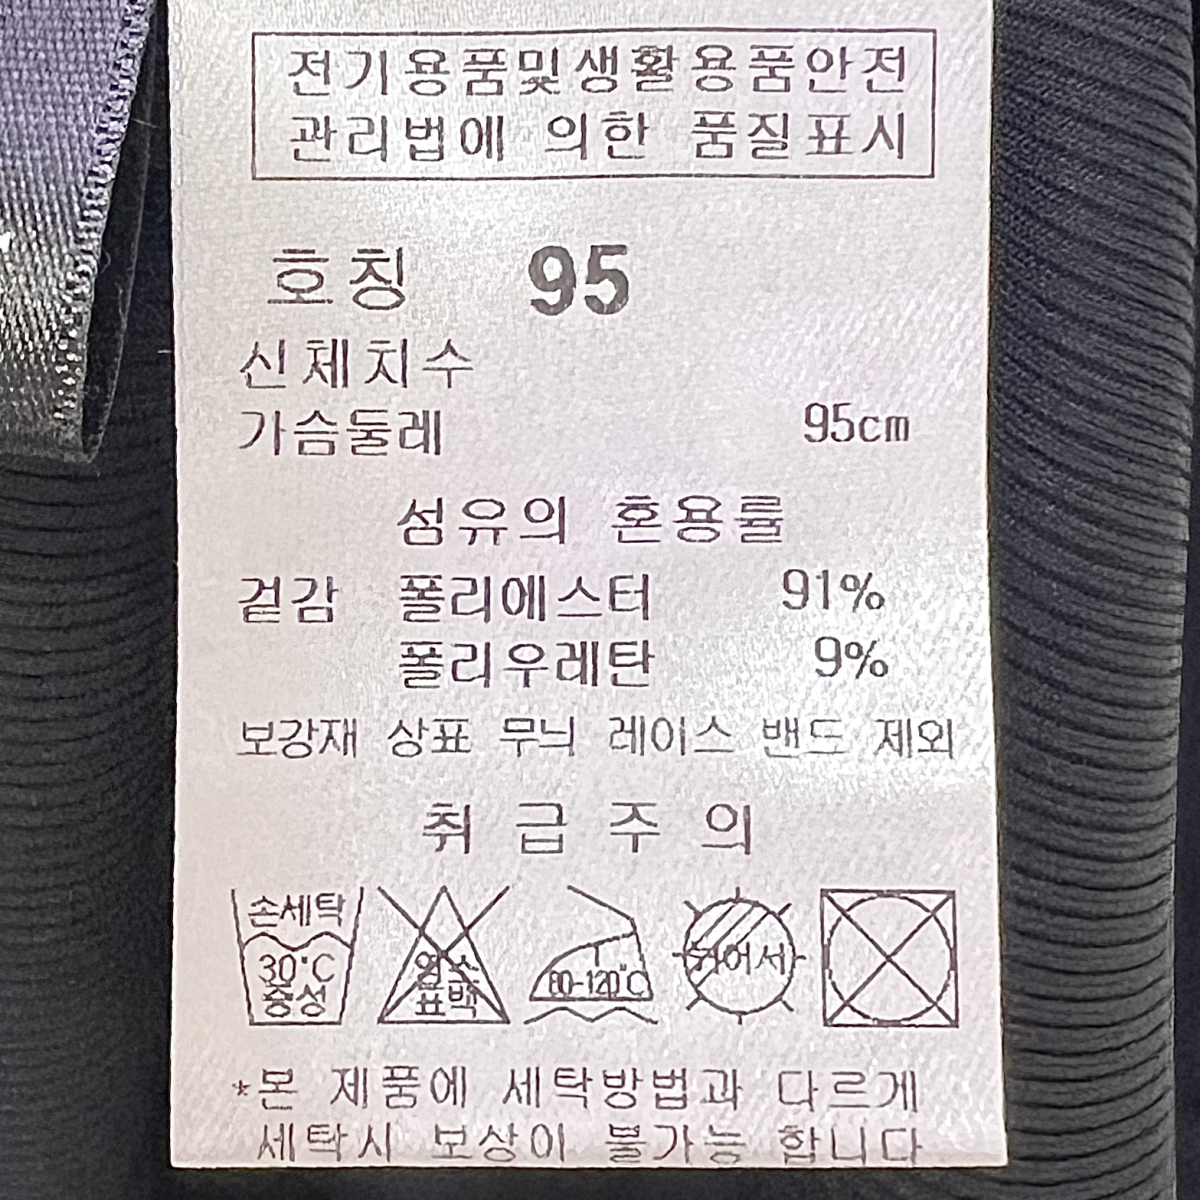 전기용품및생활용품안전
관리법에 의한 품질표시
호칭 95
신체치수
가슴둘레 95cm
섬유의 혼용률
겉감 폴리에스터 91%
폴리우레탄 9%
보강재 상표 무늬 레이스 밴드 제외
취급주의
손세탁
30°C
중성
염소
표백
80-120°C
뉘어서
*본 제품에 세탁방법과 다르게
세탁시 보상이 불가능 합니다